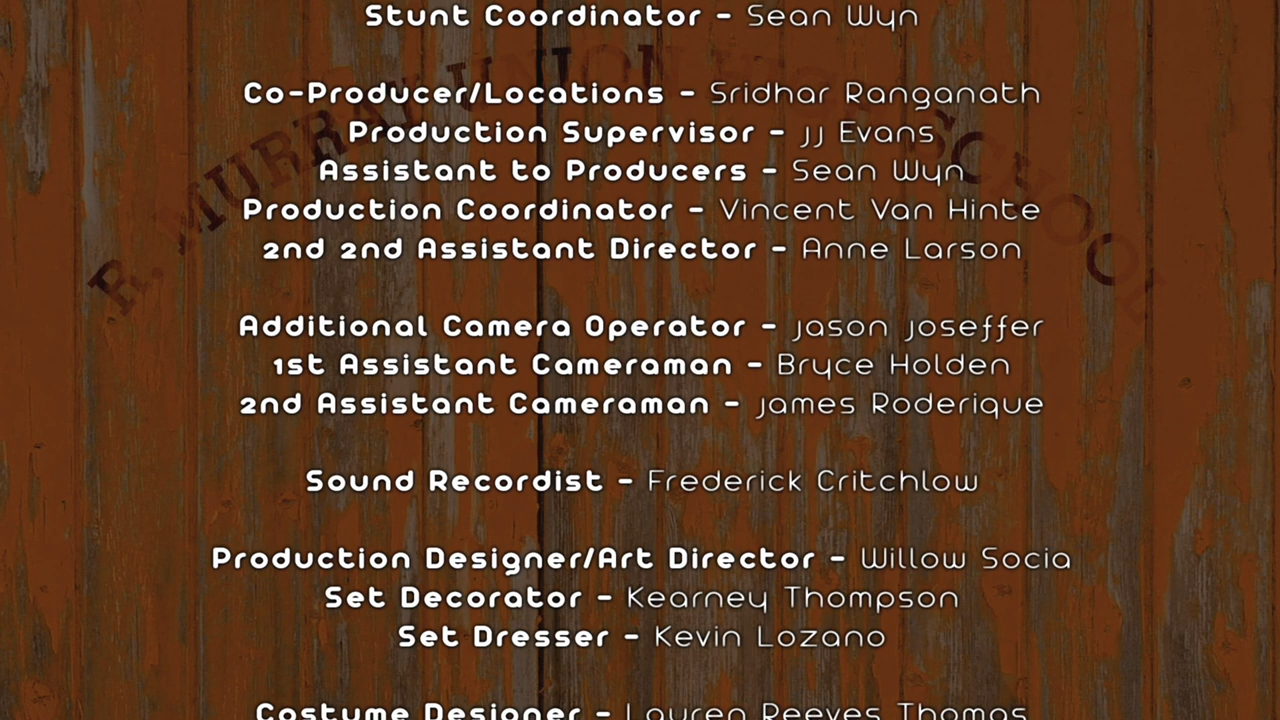 Stunt Coordinator - Sean Wyn
R. MURRAY UNION SCHOOL
Co-Producer/Locations - Sridhar Ranganath
Production Supervisor - JJ Evans
Assistant to Producers - Sean Wyn
Production Coordinator - Vincent Van Hinte
2nd 2nd Assistant Director - Anne Larson
Additional Camera Operator - Jason Joseffer
1st Assistant Cameraman - Bryce Holden
2nd Assistant Cameraman - James Roderique
Sound Recordist - Frederick Critchlow
Production Designer/Art Director - Willow Socia
Set Decorator - Kearney Thompson
Set Dresser - Kevin Lozano
Costume Designer - Lauren Reeves Thomas